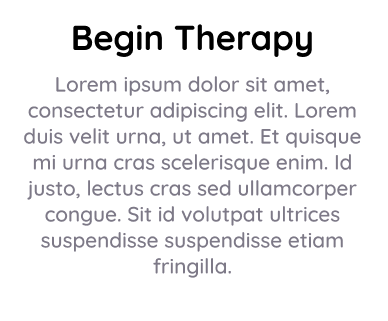 Begin Therapy
Lorem ipsum dolor sit amet,
consectetur adipiscing elit. Lorem
duis velit urna, ut amet. Et quisque
mi urna cras scelerisque enim. Id
justo, lectus cras sed ullamcorper
congue. Sit id volutpat ultrices
suspendisse suspendisse etiam
fringilla.